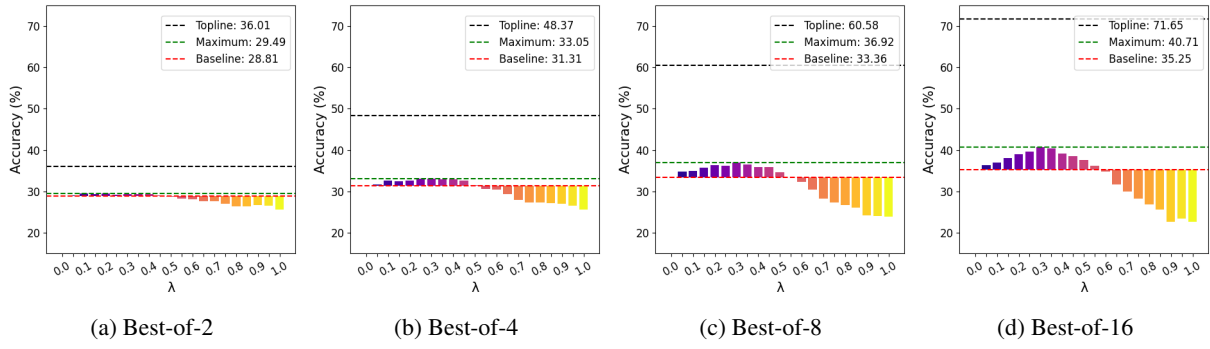 Accuracy (%)
70
60
50
40
30
20
Topline: 36.01
Maximum: 29.49
Baseline: 28.81
0.0 0.1 0.2 0.3 0.4 0.5 0.6 0.7 0.8 0.9 1.0
λ
(a) Best-of-2
Accuracy (%)
70
60
50
40
30
20
Topline: 48.37
Maximum: 33.05
Baseline: 31.31
0.0 0.1 0.2 0.3 0.4 0.5 0.6 0.7 0.8 0.9 1.0
λ
(b) Best-of-4
Accuracy (%)
70
60
50
40
30
20
Topline: 60.58
Maximum: 36.92
Baseline: 33.36
0.0 0.1 0.2 0.3 0.4 0.5 0.6 0.7 0.8 0.9 1.0
λ
(c) Best-of-8
Accuracy (%)
70
60
50
40
30
20
Topline: 71.65
Maximum: 40.71
Baseline: 35.25
0.0 0.1 0.2 0.3 0.4 0.5 0.6 0.7 0.8 0.9 1.0
λ
(d) Best-of-16